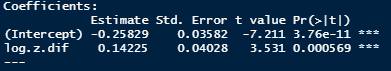 Coefficients:
Estimate Std. Error t value Pr(>|t|)
(Intercept) -0.25829 0.03582 -7.211 3.76e-11 ***
log.z.dif 0.14225 0.04028 3.531 0.000569 ***
---